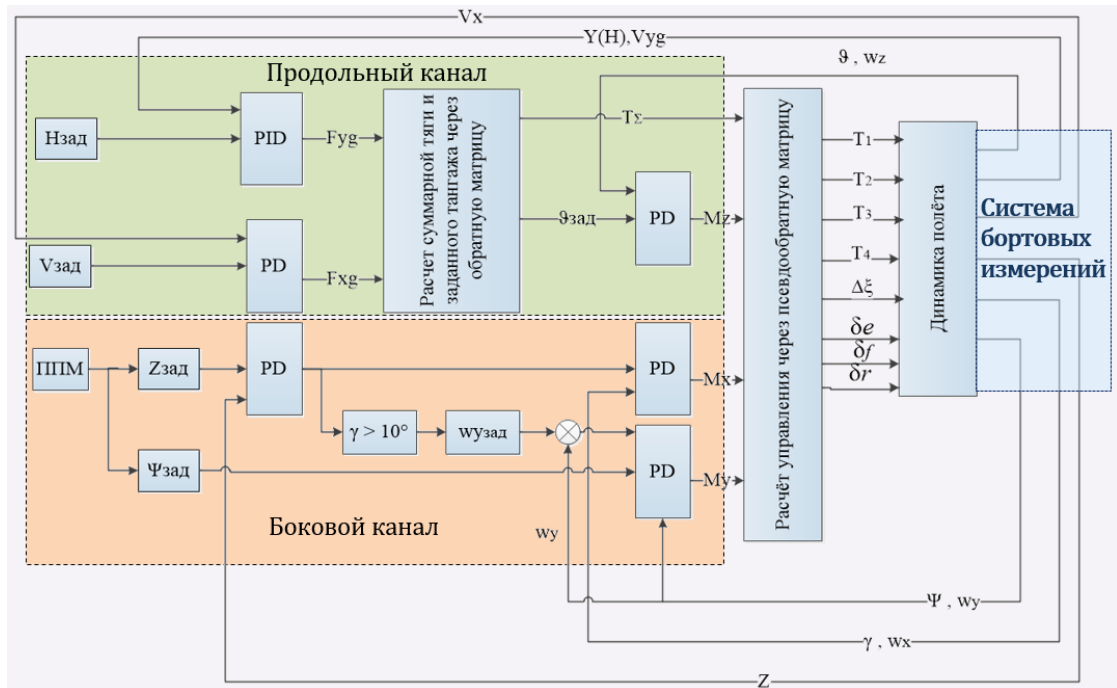 Vx
Y(H),Vyg
ϑ , wz
Продольный канал
Hзад
PID
Fyg
Расчет суммарной тяги и
заданного тангажа через
обратную матрицу
TΣ
Vзад
PD
Fxg
ϑзад
PD
Mz
Расчёт управления через псевдообратную матрицу
T1
T2
T3
T4
Δξ
δe
δf
δr
Динамика полёта
Система
бортовых
измерений
ППМ
Zзад
PD
PD
Mx
γ > 10°
wyзад
Ψзад
PD
My
Боковой канал
wy
Ψ , wy
γ , wx
Z